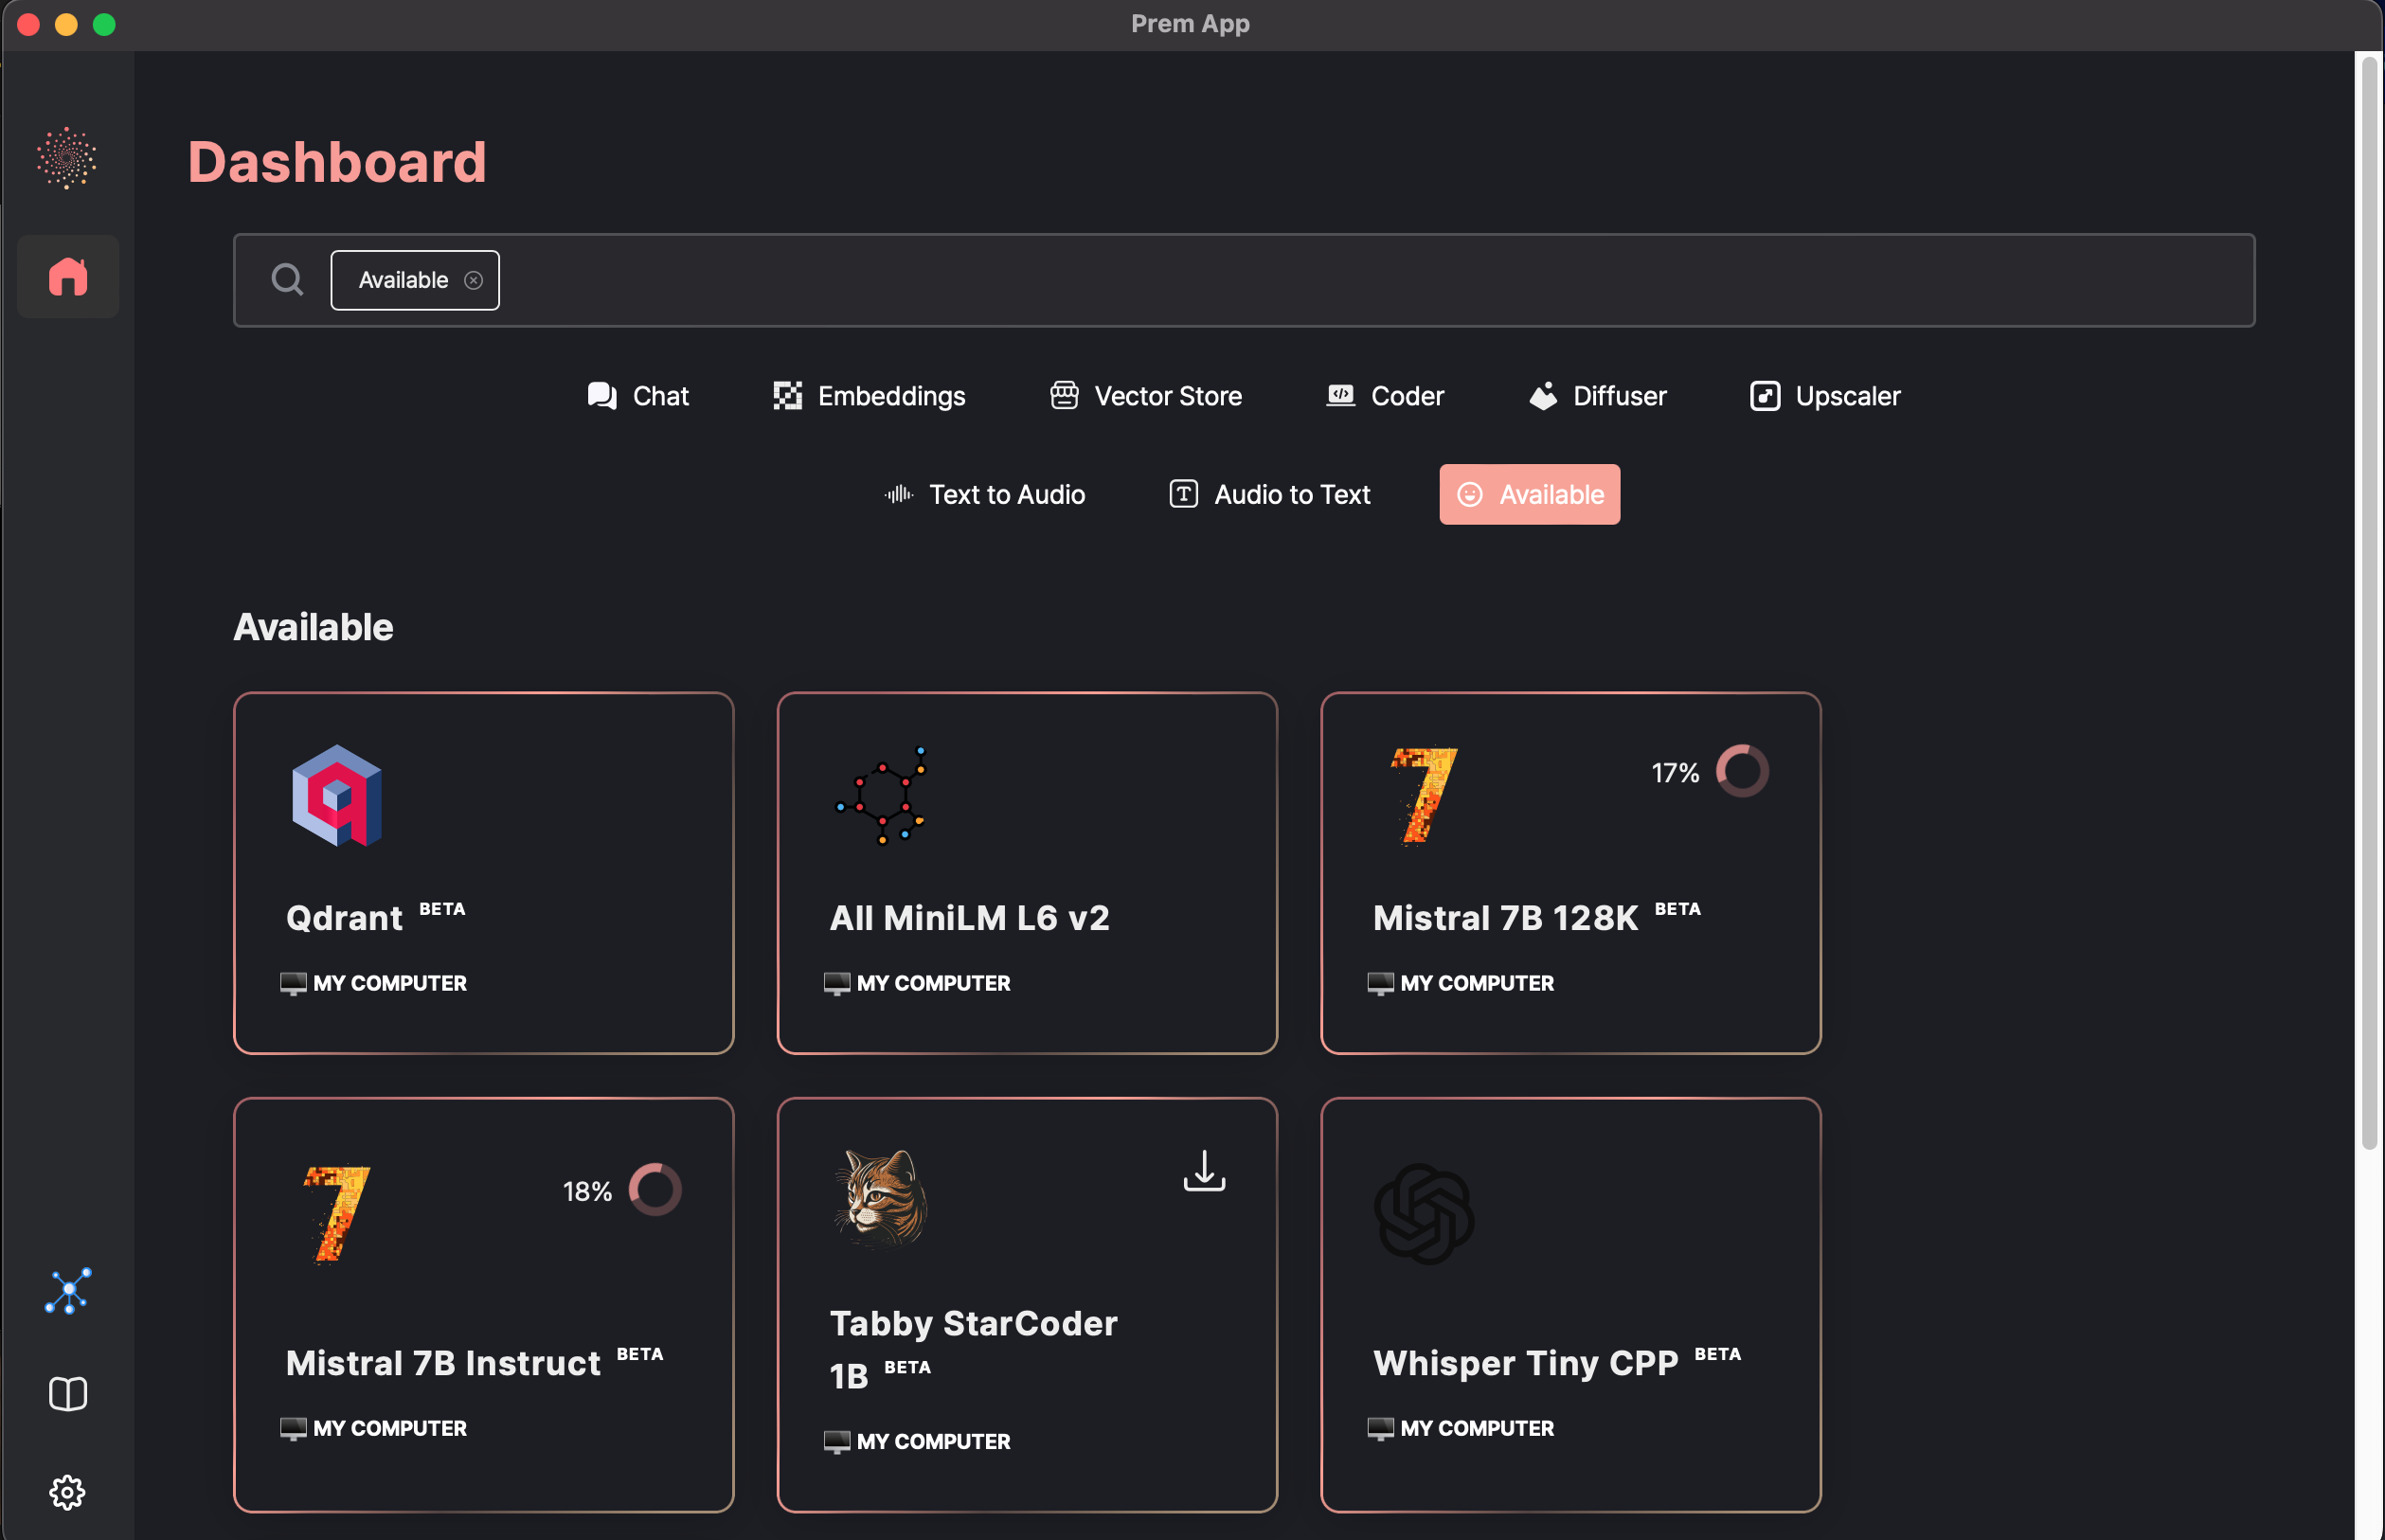 Prem App
Dashboard
Available
Chat
Embeddings
Vector Store
Coder
Diffuser
Upscaler
Text to Audio
Audio to Text
Available
Available
Qdrant BETA
MY COMPUTER
All MiniLM L6 v2
MY COMPUTER
17%
Mistral 7B 128K BETA
MY COMPUTER
18%
Mistral 7B Instruct BETA
MY COMPUTER
Tabby StarCoder
1B BETA
MY COMPUTER
Whisper Tiny CPP BETA
MY COMPUTER